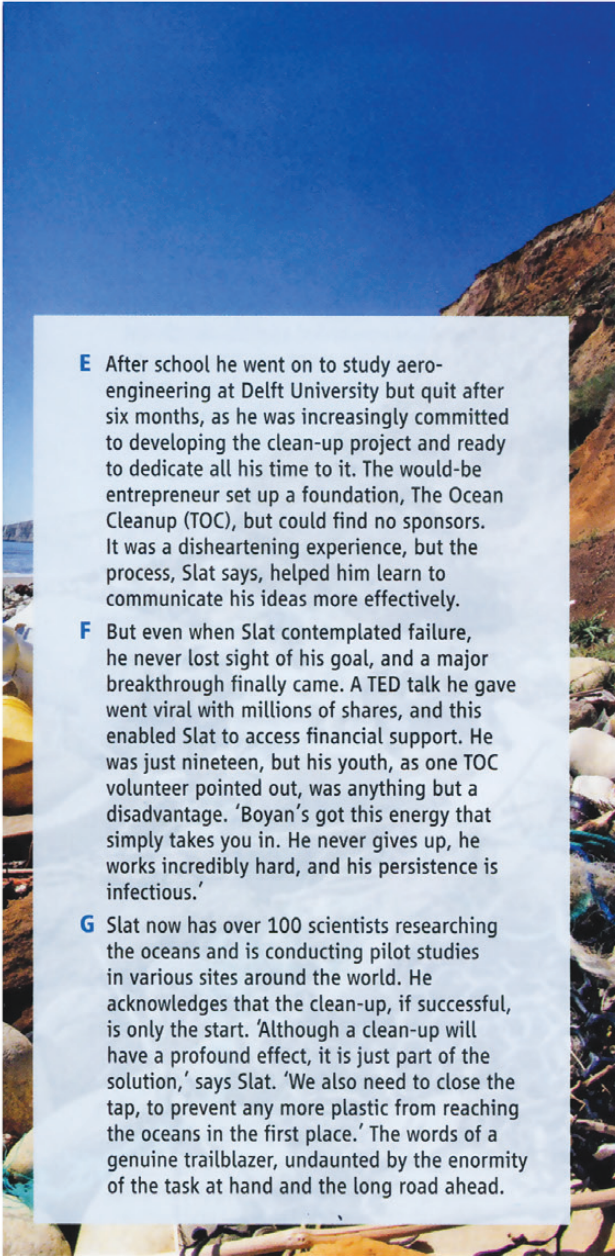 E After school he went on to study aero-
engineering at Delft University but quit after
six months, as he was increasingly committed
to developing the clean-up project and ready
to dedicate all his time to it. The would-be
entrepreneur set up a foundation, The Ocean
Cleanup (TOC), but could find no sponsors.
It was a disheartening experience, but the
process, Slat says, helped him learn to
communicate his ideas more effectively.
F But even when Slat contemplated failure,
he never lost sight of his goal, and a major
breakthrough finally came. A TED talk he gave
went viral with millions of shares, and this
enabled Slat to access financial support. He
was just nineteen, but his youth, as one TOC
volunteer pointed out, was anything but a
disadvantage. ‘Boyan’s got this energy that
simply takes you in. He never gives up, he
works incredibly hard, and his persistence is
infectious.’
G Slat now has over 100 scientists researching
the oceans and is conducting pilot studies
in various sites around the world. He
acknowledges that the clean-up, if successful,
is only the start. ‘Although a clean-up will
have a profound effect, it is just part of the
solution,’ says Slat. ‘We also need to close the
tap, to prevent any more plastic from reaching
the oceans in the first place.’ The words of a
genuine trailblazer, undaunted by the enormity
of the task at hand and the long road ahead.